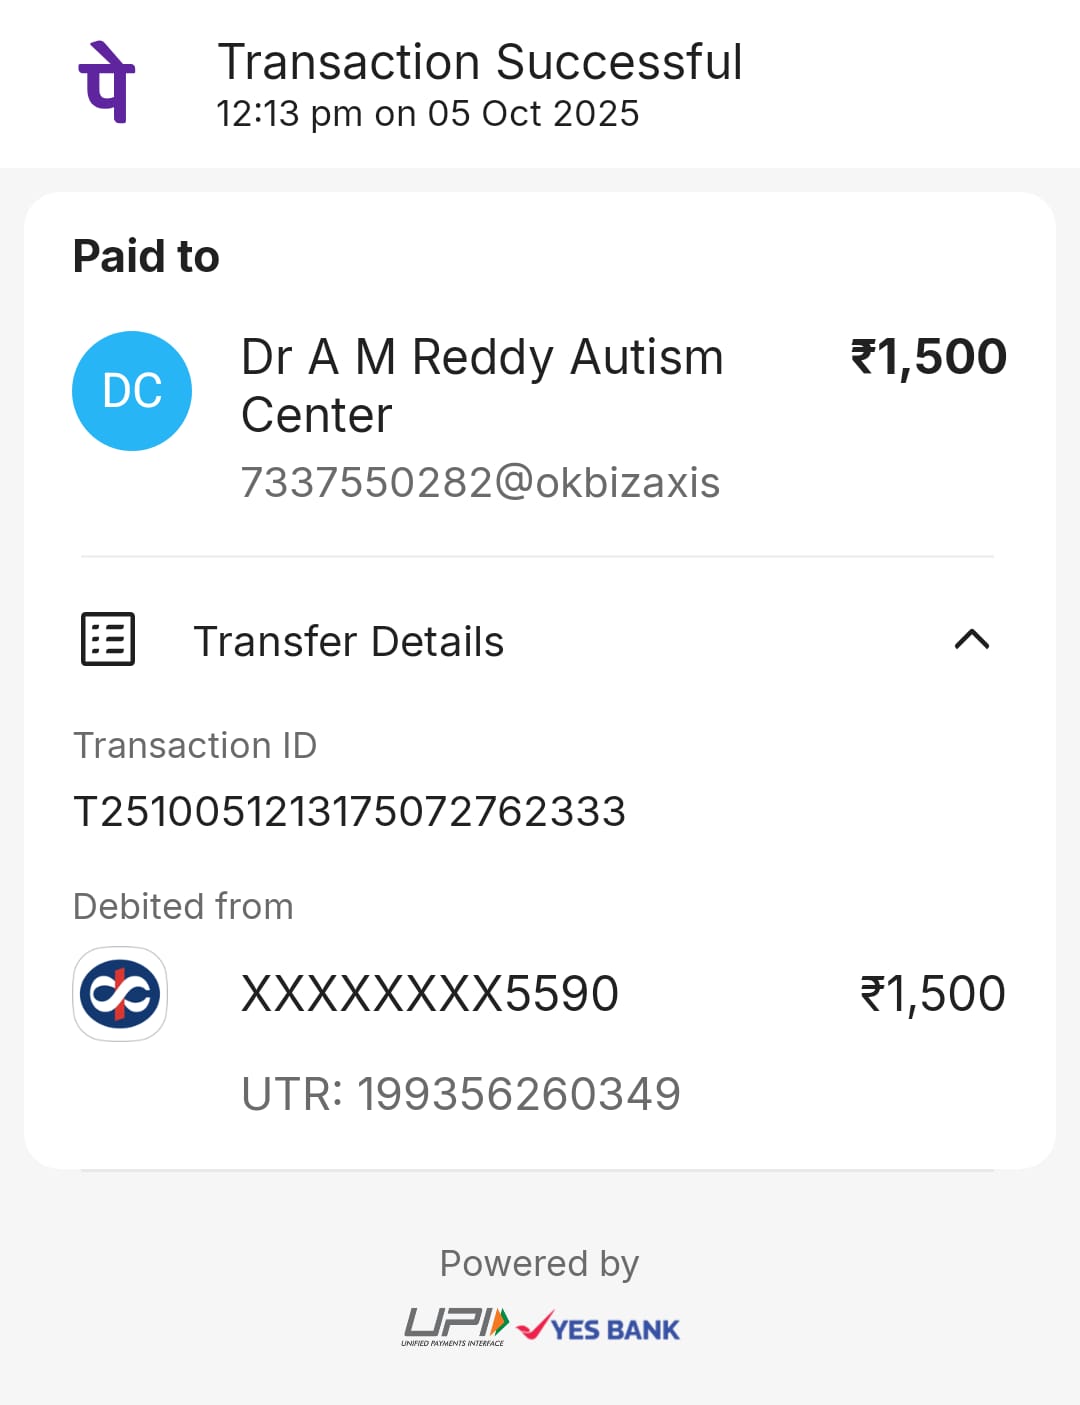 पे
Transaction Successful
12:13 pm on 05 Oct 2025
Paid to
DC
Dr A M Reddy Autism
Center
₹1,500
7337550282@okbizaxis
Transfer Details
Transaction ID
T2510051213175072762333
Debited from
XXXXXXXX5590
₹1,500
UTR: 199356260349
Powered by
UPI
UNIFIED PAYMENTS INTERFACE
YES BANK